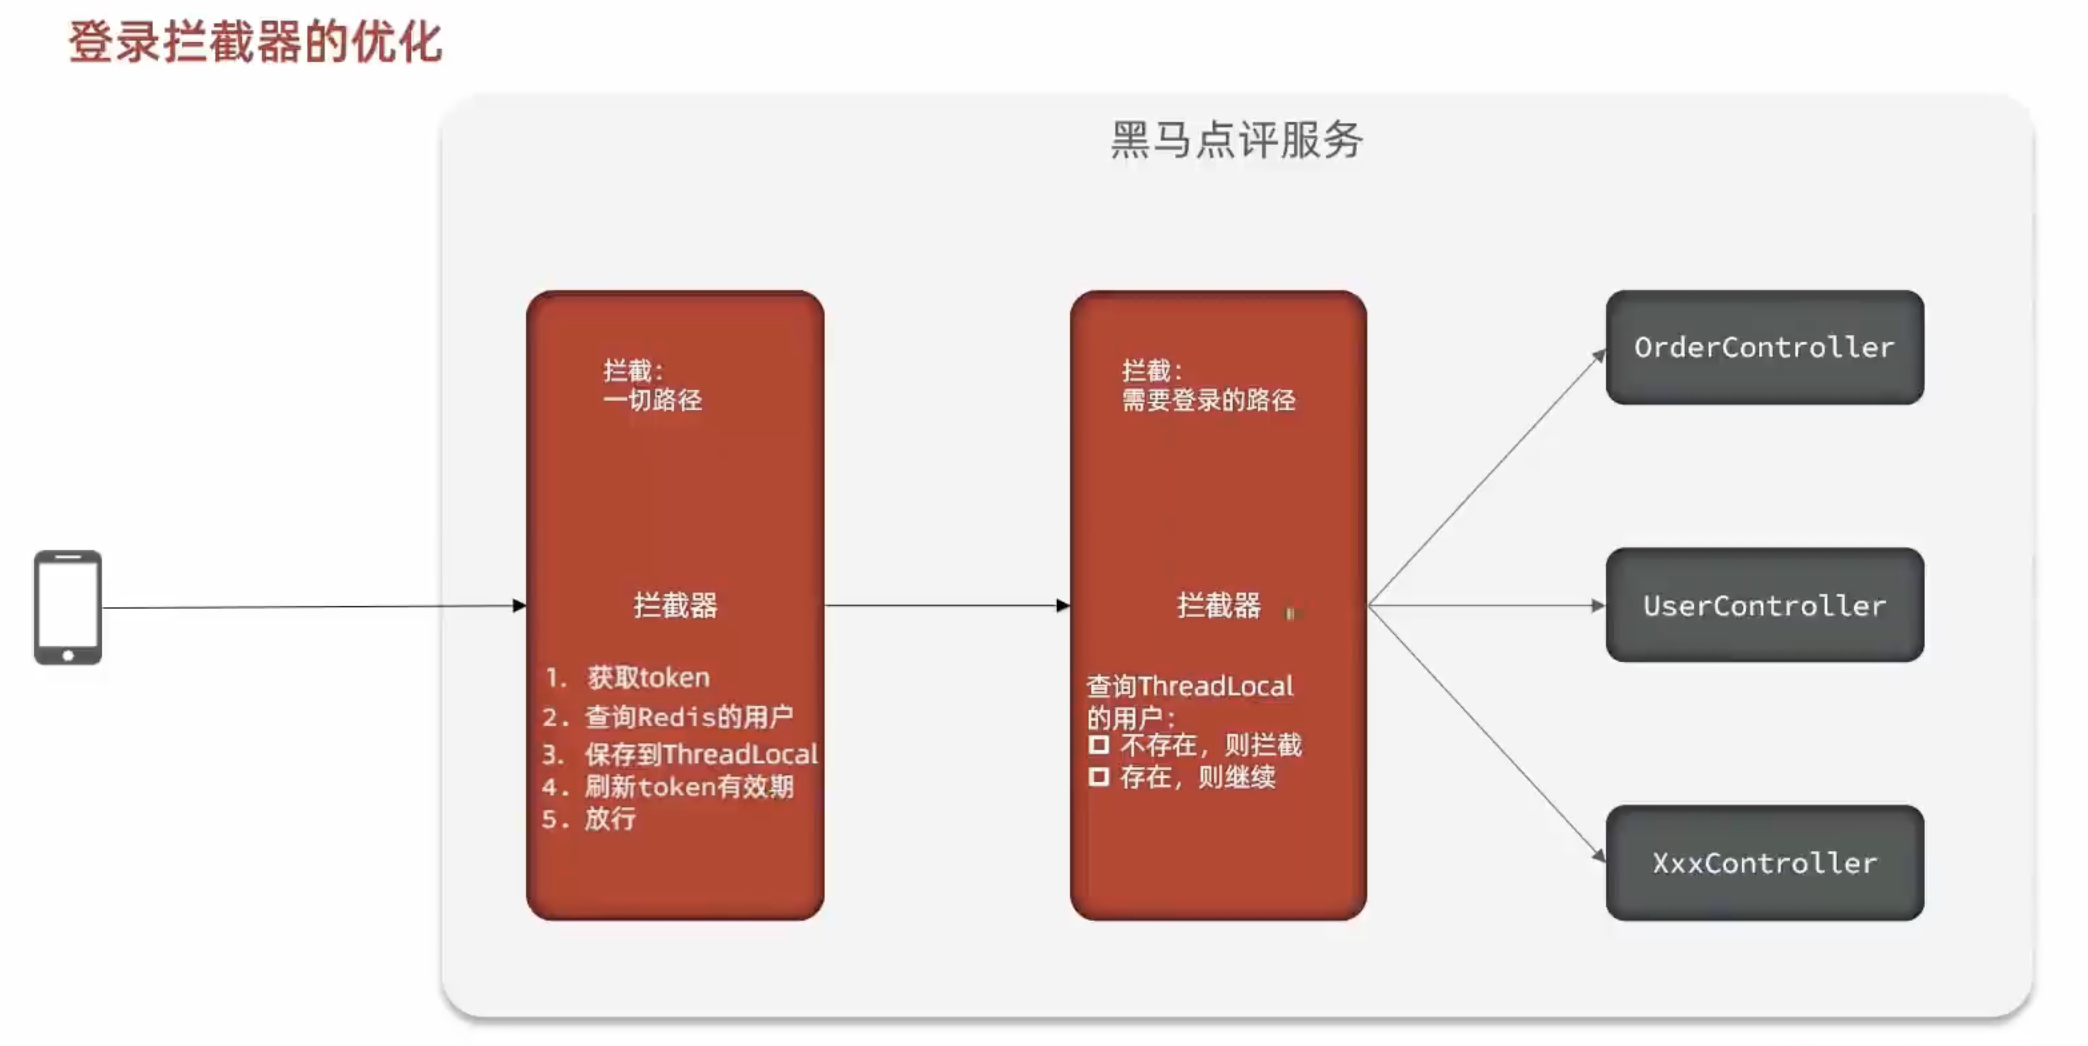 登录拦截器的优化
黑马点评服务
拦截：
一切路径
拦截器
1. 获取token
2. 查询Redis的用户
3. 保存到ThreadLocal
4. 刷新token有效期
5. 放行
拦截：
需要登录的路径
拦截器
查询ThreadLocal
的用户：
不存在，则拦截
存在，则继续
OrderController
UserController
XxxController